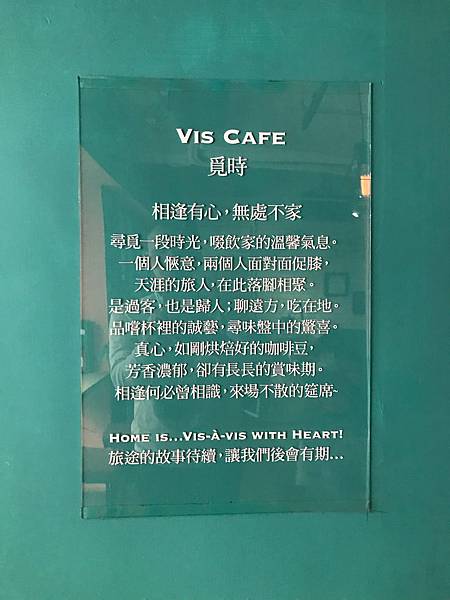 VIS CAFE
覓時
相逢有心，無處不家
尋覓一段時光，啜飲家的溫馨氣息。
一個人愜意，兩個人面對面促膝，
天涯的旅人，在此落腳相聚。
是過客，也是歸人；聊遠方，吃在地。
品嚐杯裡的誠藝，尋味盤中的驚喜。
真心，如剛烘焙好的咖啡豆，
芳香濃郁，卻有長長的賞味期。
相逢何必曾相識，來場不散的筵席~
HOME IS...VIS-À-VIS WITH HEART!
旅途的故事待續，讓我們後會有期...